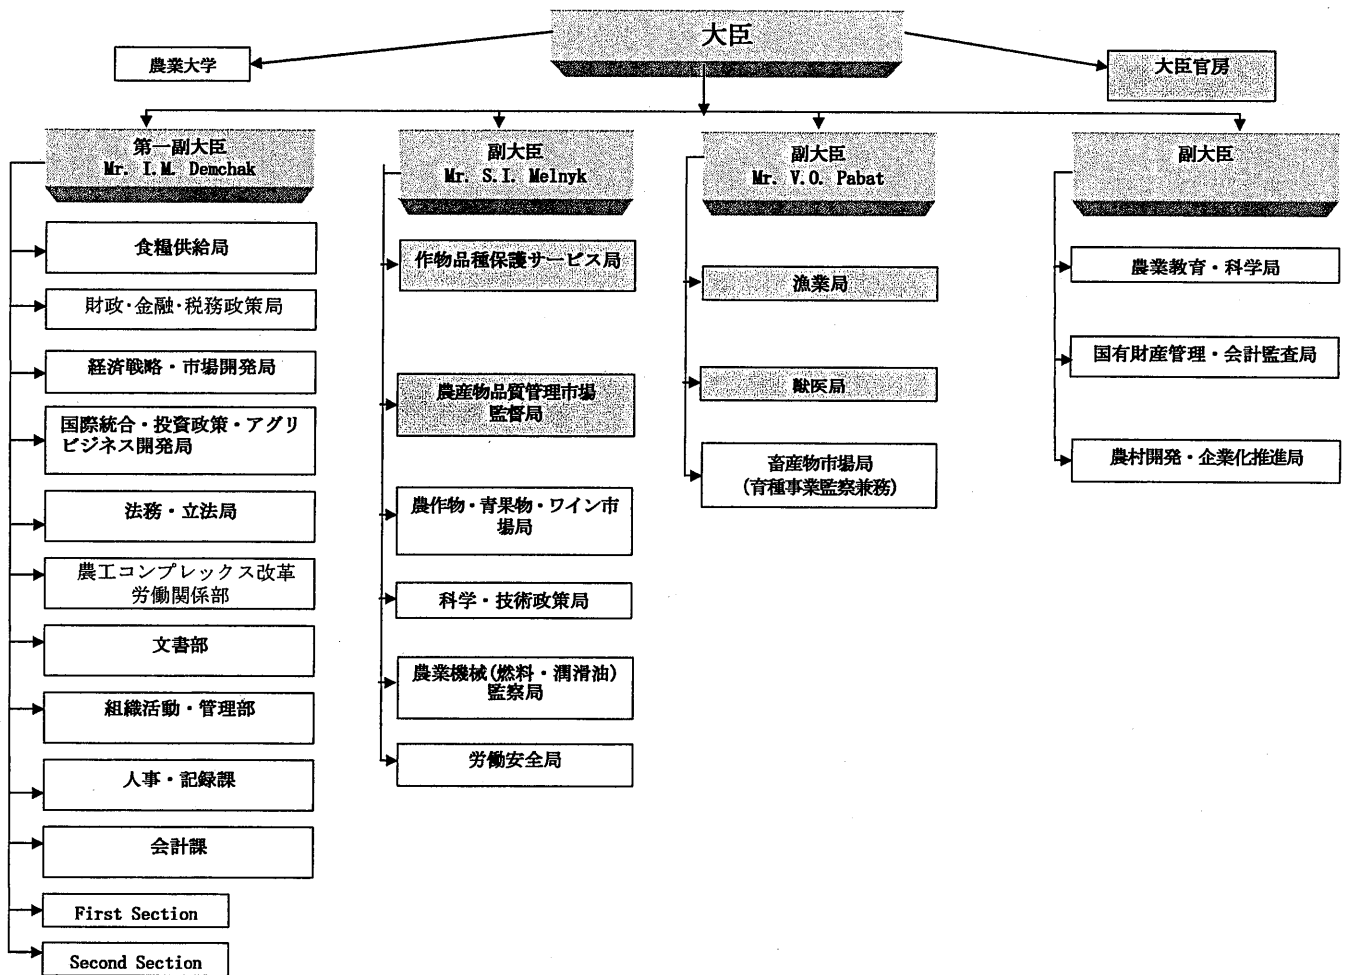 大臣
農業大学
大臣官房
第一副大臣
Mr. I.M. Demchak
食糧供給局
財政・金融・税務政策局
経済戦略・市場開発局
国際統合・投資政策・アグリ
ビジネス開発局
法務・立法局
農工コンプレックス改革
労働関係部
文書部
組織活動・管理部
人事・記録課
会計課
First Section
Second Section
副大臣
Mr. S.I. Melnyk
作物品種保護サービス局
農産物品質管理市場
監督局
農作物・青果物・ワイン市
場局
科学・技術政策局
農業機械(燃料・潤滑油)
監察局
労働安全局
副大臣
Mr. V.O. Pabat
漁業局
獣医局
畜産物市場局
(育種事業監察兼務)
副大臣
農業教育・科学局
国有財産管理・会計監査局
農村開発・企業化推進局